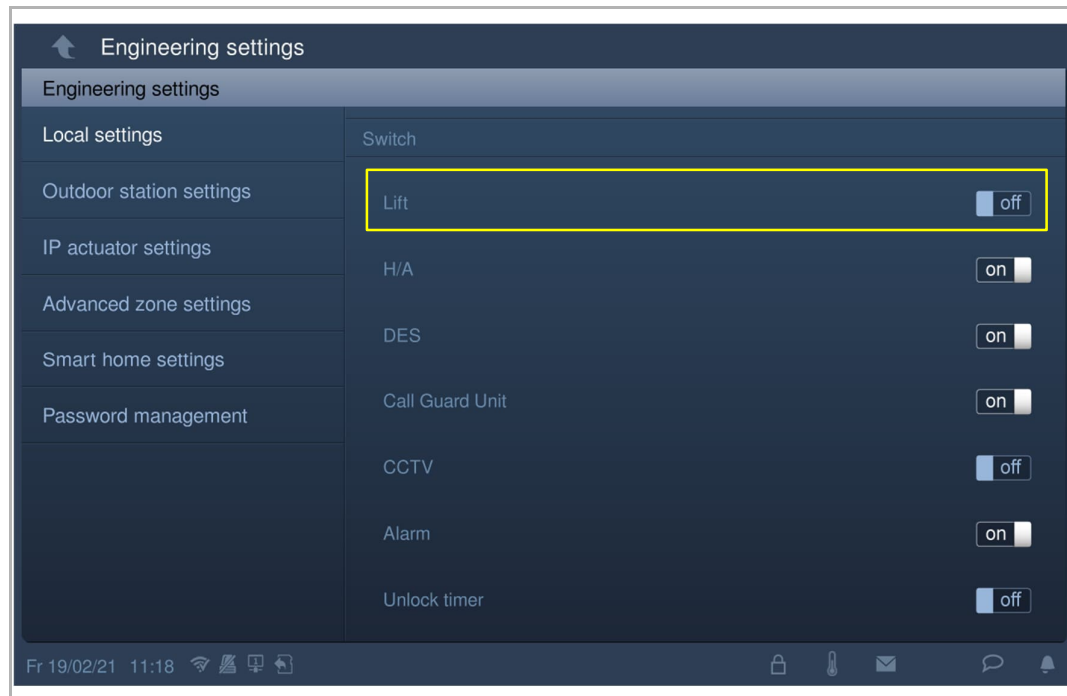 Engineering settings
Engineering settings
Local settings
Outdoor station settings
IP actuator settings
Advanced zone settings
Smart home settings
Password management
Switch
Lift off
H/A on
DES on
Call Guard Unit on
CCTV off
Alarm on
Unlock timer off
Fr 19/02/21 11:18